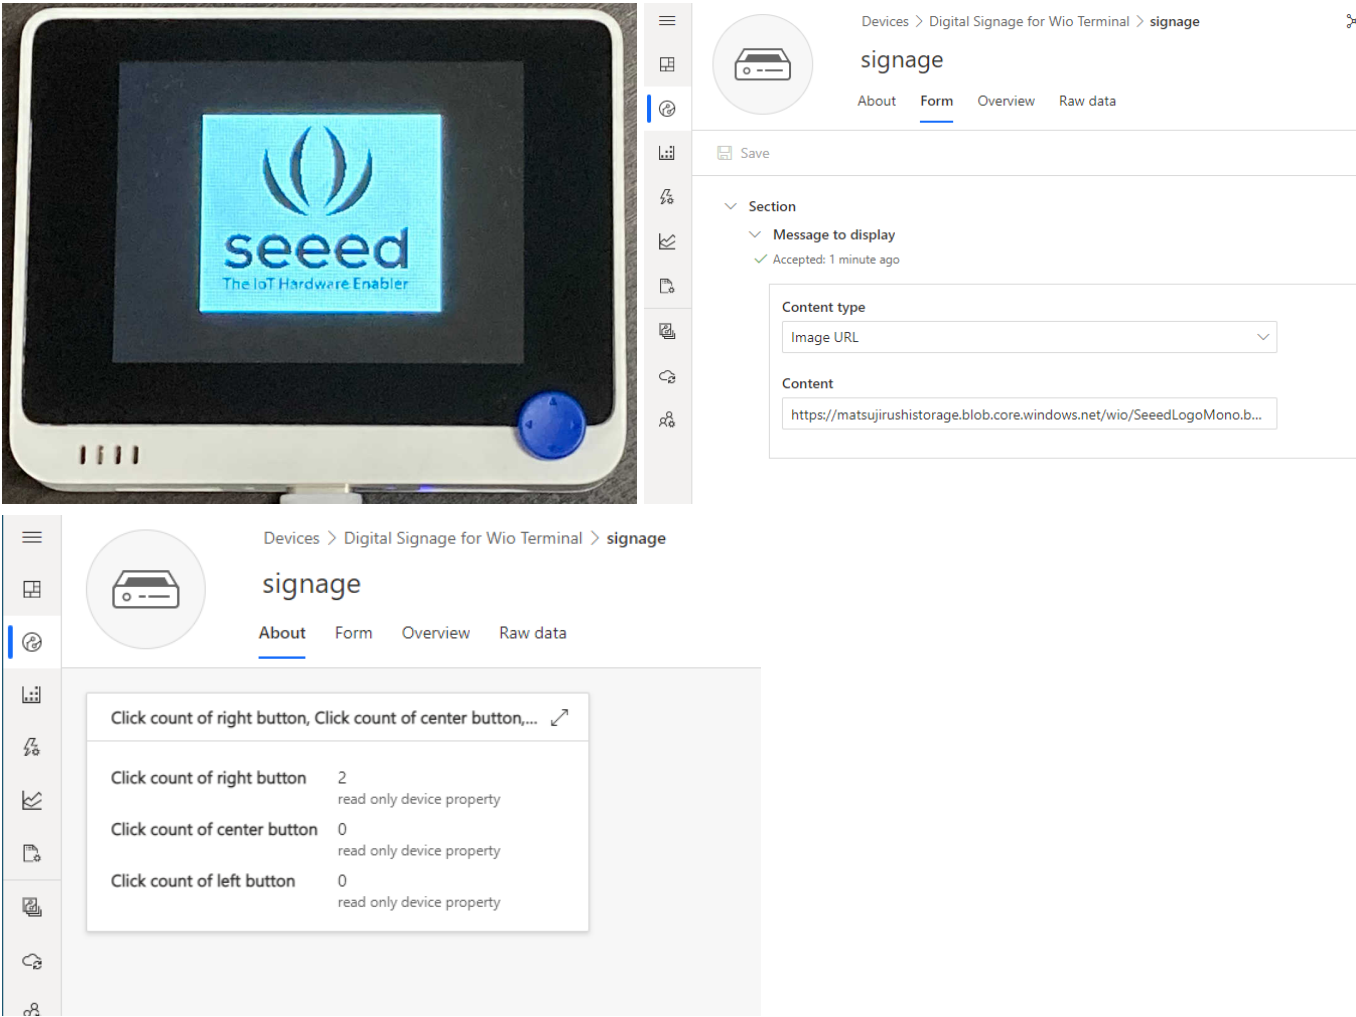 seeed
The IoT Hardware Enabler
Devices > Digital Signage for Wio Terminal > signage
signage
About Form Overview Raw data
Save
Section
Message to display
Accepted: 1 minute ago
Content type
Image URL
Content
https://matsujirushistorage.blob.core.windows.net/wio/SeeedLogoMono.b...
Devices > Digital Signage for Wio Terminal > signage
signage
About Form Overview Raw data
Click count of right button, Click count of center button,...
Click count of right button 2
read only device property
Click count of center button 0
read only device property
Click count of left button 0
read only device property